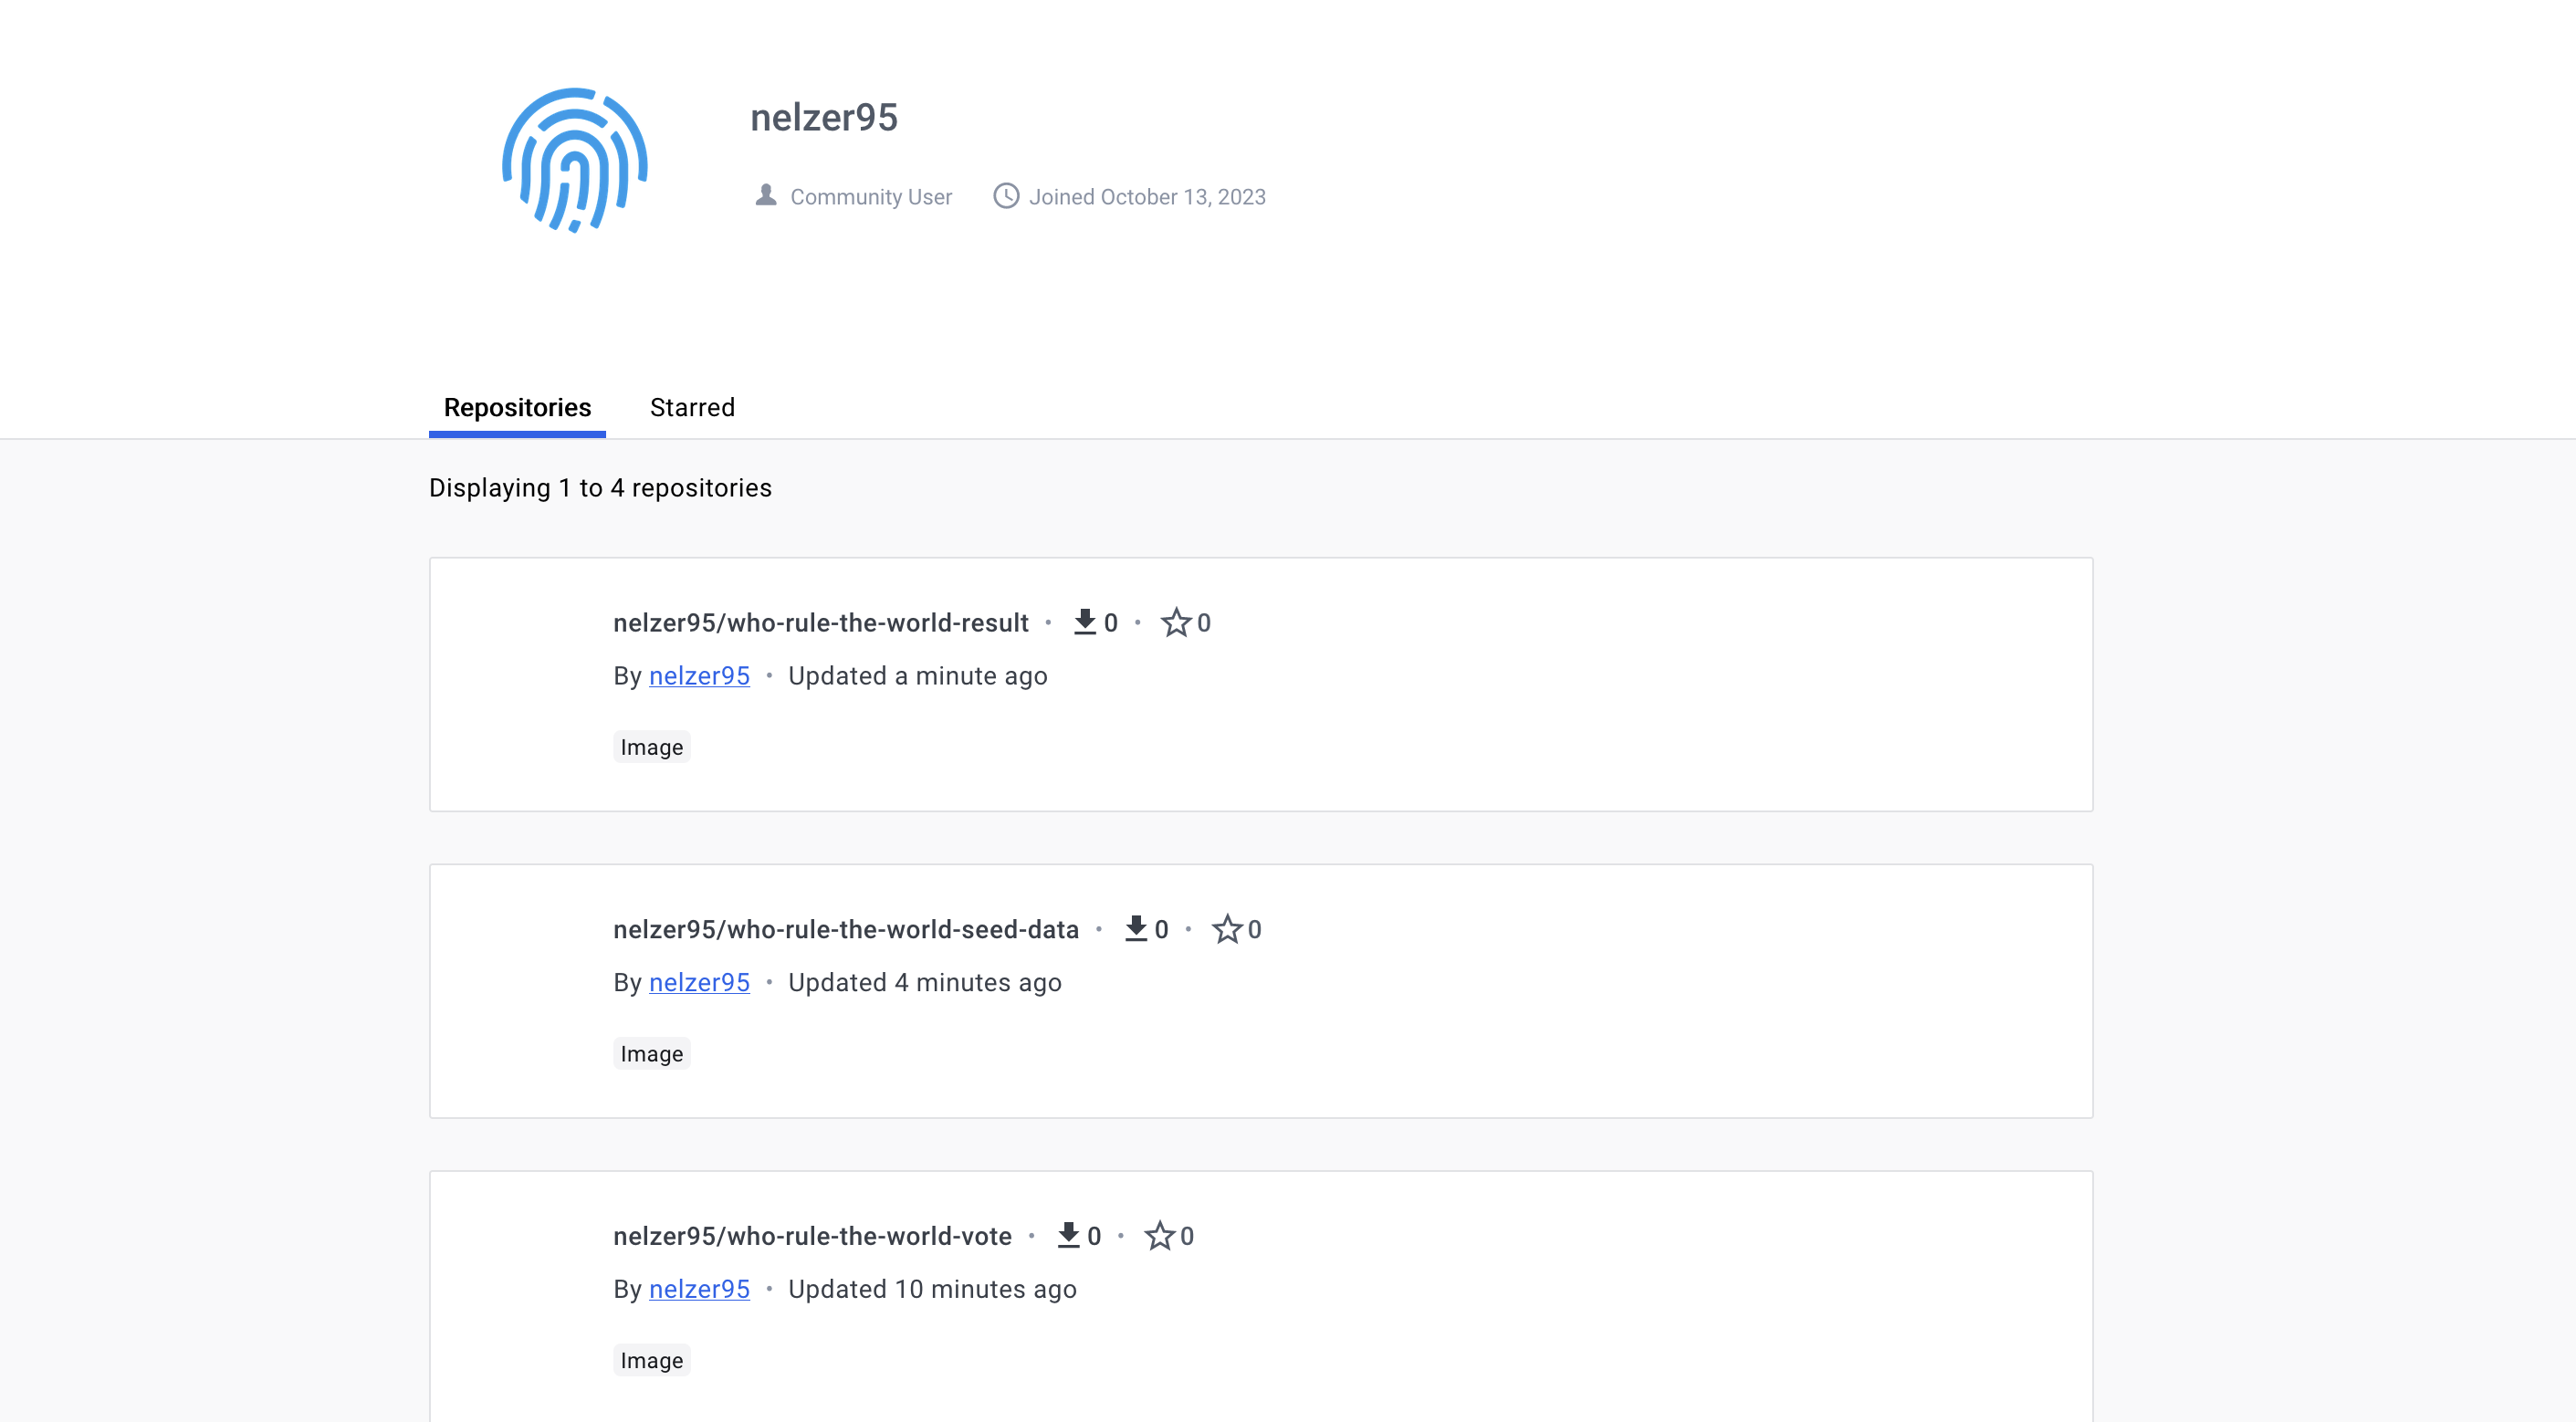 nelzer95
Community User Joined October 13, 2023
Repositories Starred
Displaying 1 to 4 repositories
nelzer95/who-rule-the-world-result · 0 · 0
By nelzer95 · Updated a minute ago
Image
nelzer95/who-rule-the-world-seed-data · 0 · 0
By nelzer95 · Updated 4 minutes ago
Image
nelzer95/who-rule-the-world-vote · 0 · 0
By nelzer95 · Updated 10 minutes ago
Image